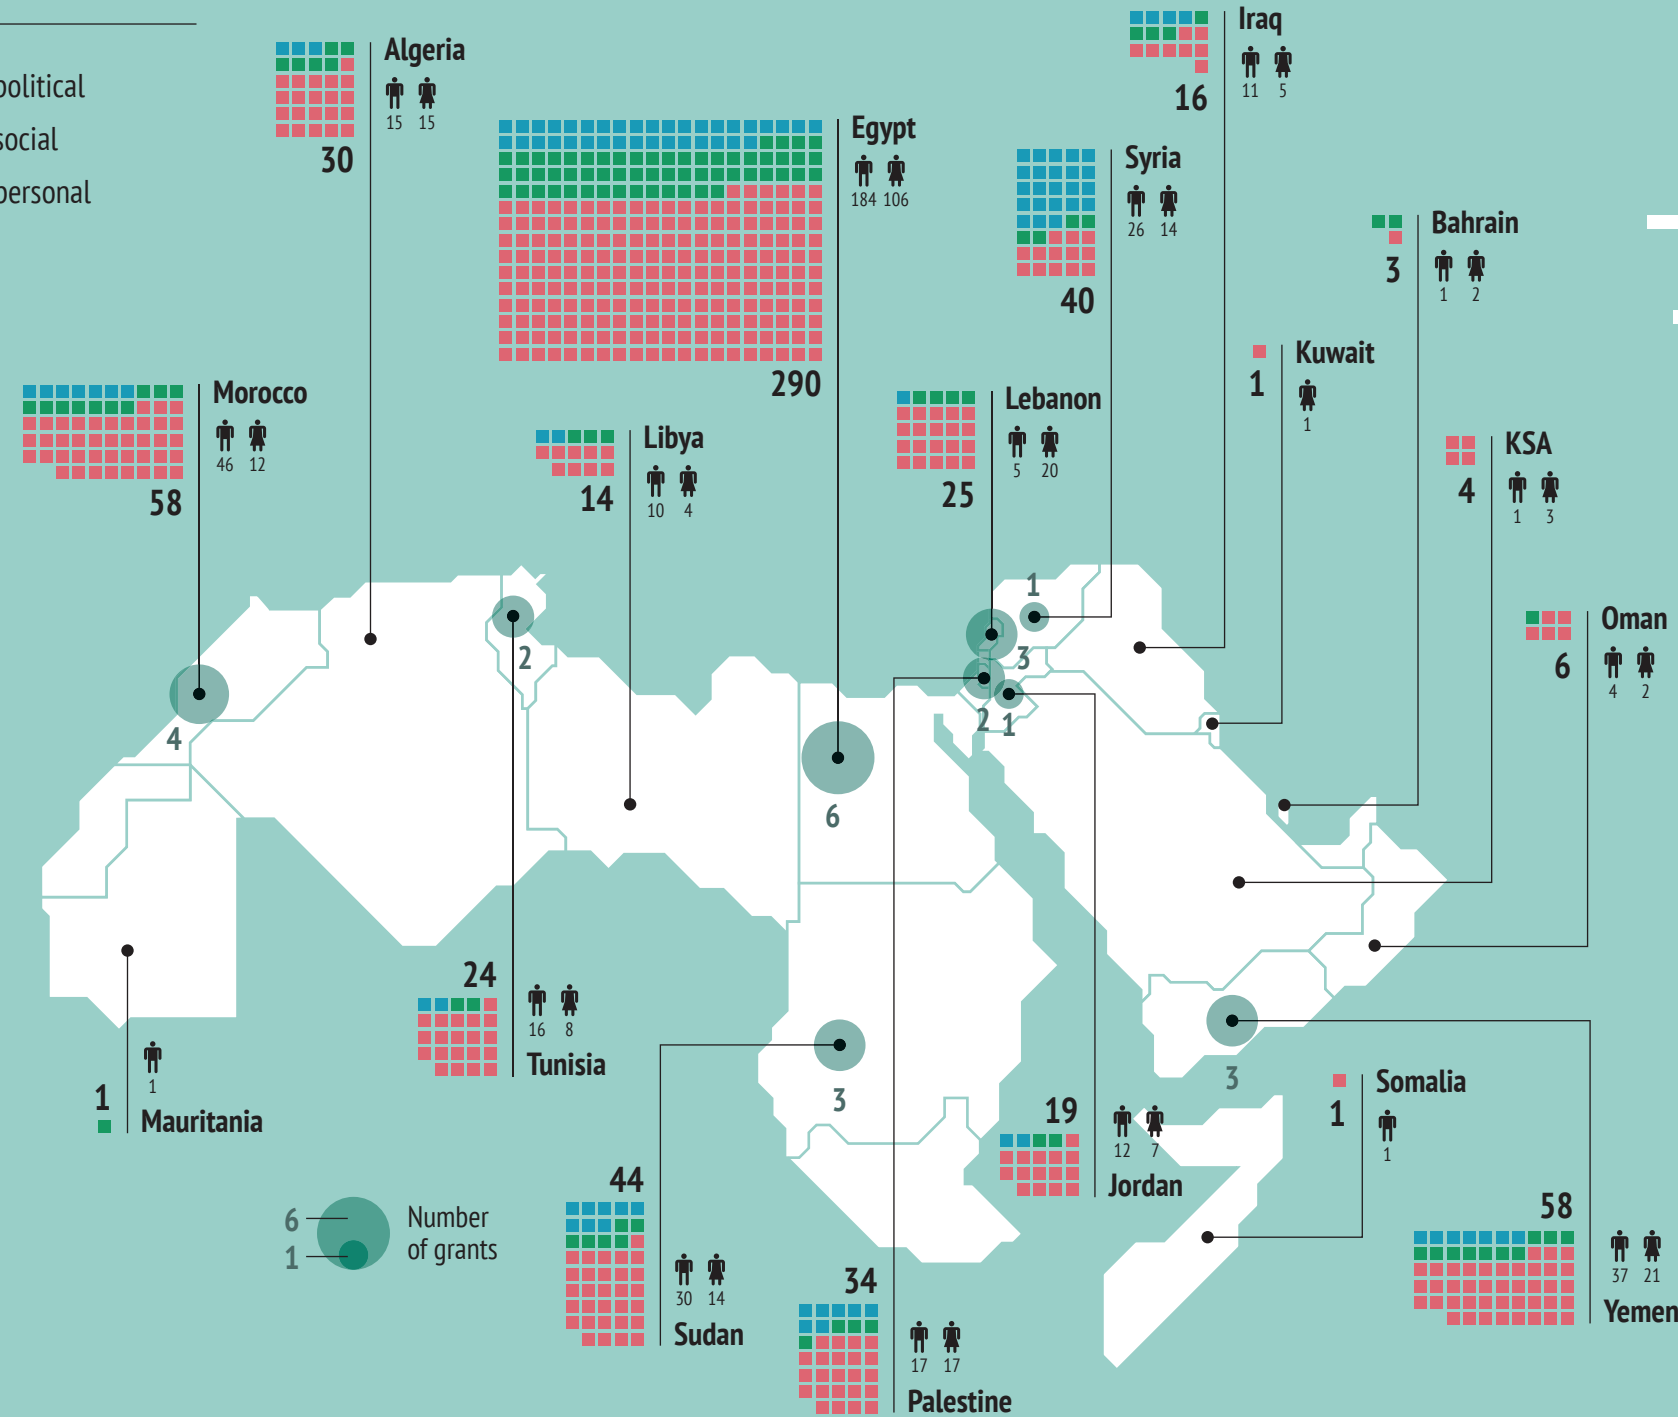 political
social
personal
Algeria
15 15
30
Egypt
184 106
290
Iraq
11 5
16
Syria
26 14
40
Bahrain
1 2
3
Kuwait
1
1
KSA
1 3
4
Morocco
46 12
58
Libya
10 4
14
Lebanon
5 20
25
Oman
4 2
6
1
2
3
4
2 1
6
24
16 8
Tunisia
1
1
Mauritania
3
3
19
12 7
Jordan
Somalia
1
1
44
30 14
Sudan
6
1
Number
of grants
34
17 17
Palestine
58
37 21
Yemen